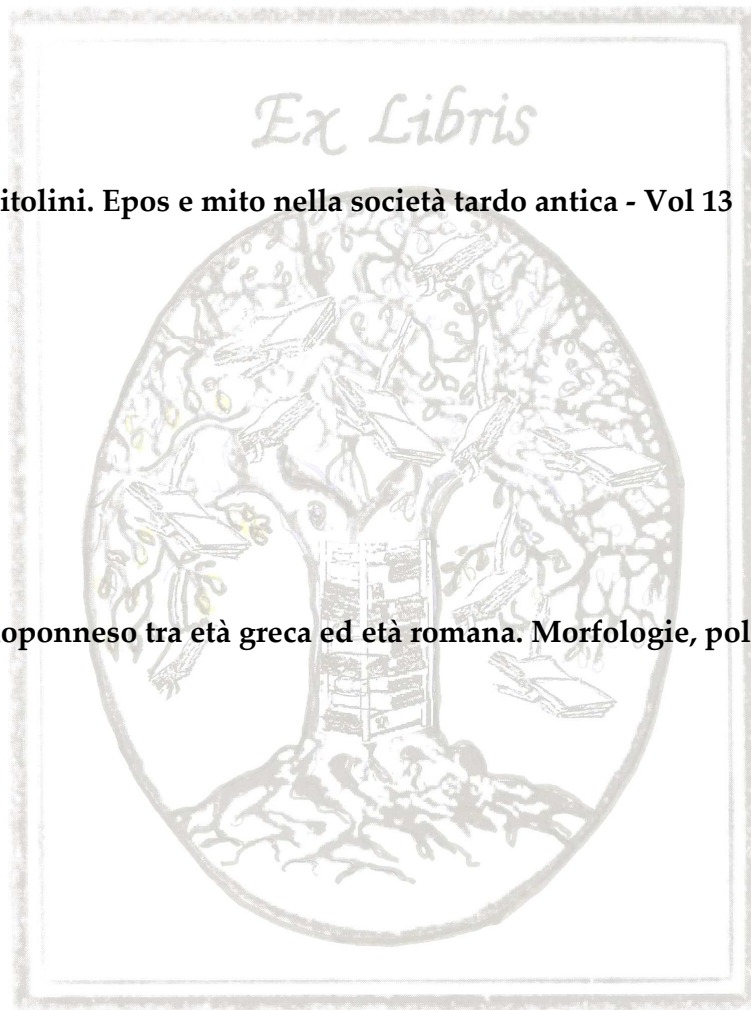 Ex Libris
itolini. Epos e mito nella società tardo antica - Vol 13
oponneso tra età greca ed età romana. Morfologie, pol